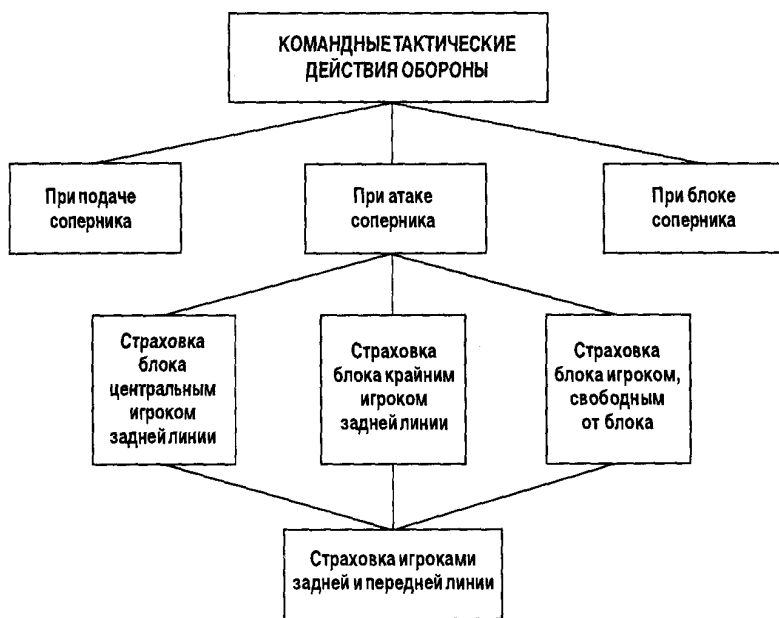 КОМАНДНЫЕ ТАКТИЧЕСКИЕ
ДЕЙСТВИЯ ОБОРОНЫ
При подаче
соперника
При атаке
соперника
При блоке
соперника
Страховка
блока
центральным
игроком
задней линии
Страховка
блока крайним
игроком
задней линии
Страховка
блока игроком,
свободным
от блока
Страховка игроками
задней и передней линии